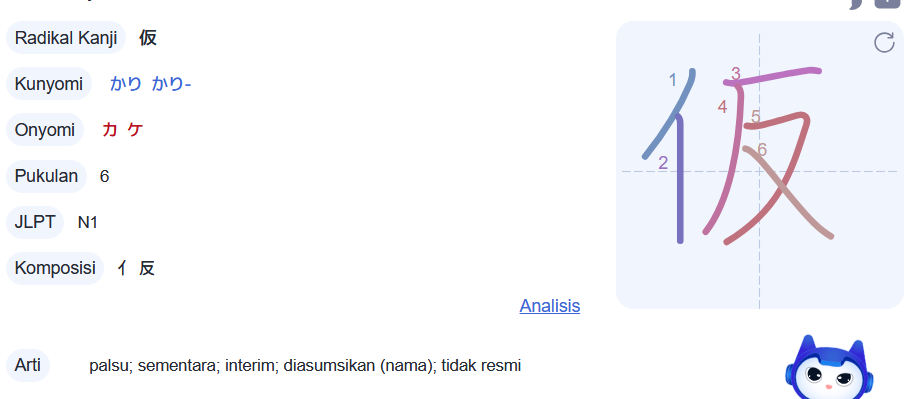 Radikal Kanji 仮
Kunyomi かり かり-
Onyomi カ ケ
Pukulan 6
JLPT N1
Komposisi 亻 反
Analisis
Arti palsu; sementara; interim; diasumsikan (nama); tidak resmi
仮
1
2
3
4
5
6